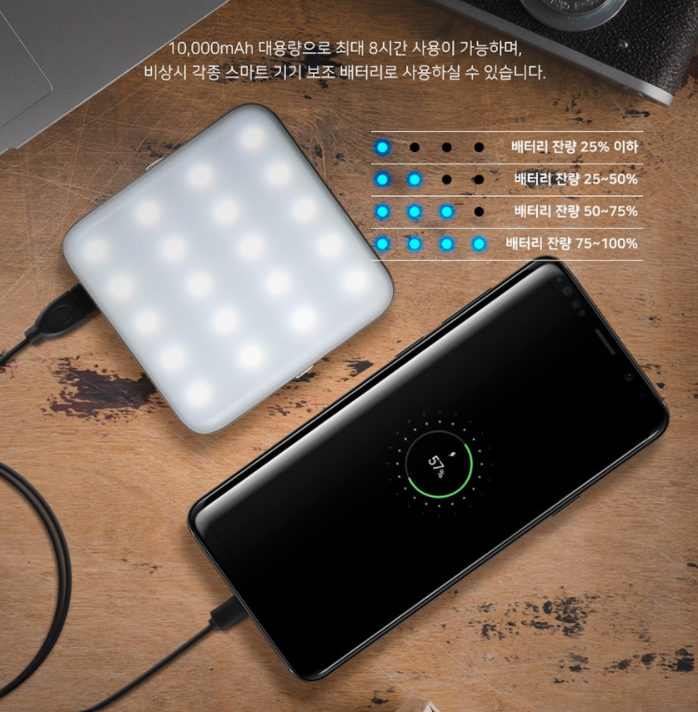 10,000mAh 대용량으로 최대 8시간 사용이 가능하며,
비상시 각종 스마트 기기 보조 배터리로 사용하실 수 있습니다.
배터리 잔량 25% 이하
배터리 잔량 25~50%
배터리 잔량 50~75%
배터리 잔량 75~100%
57%